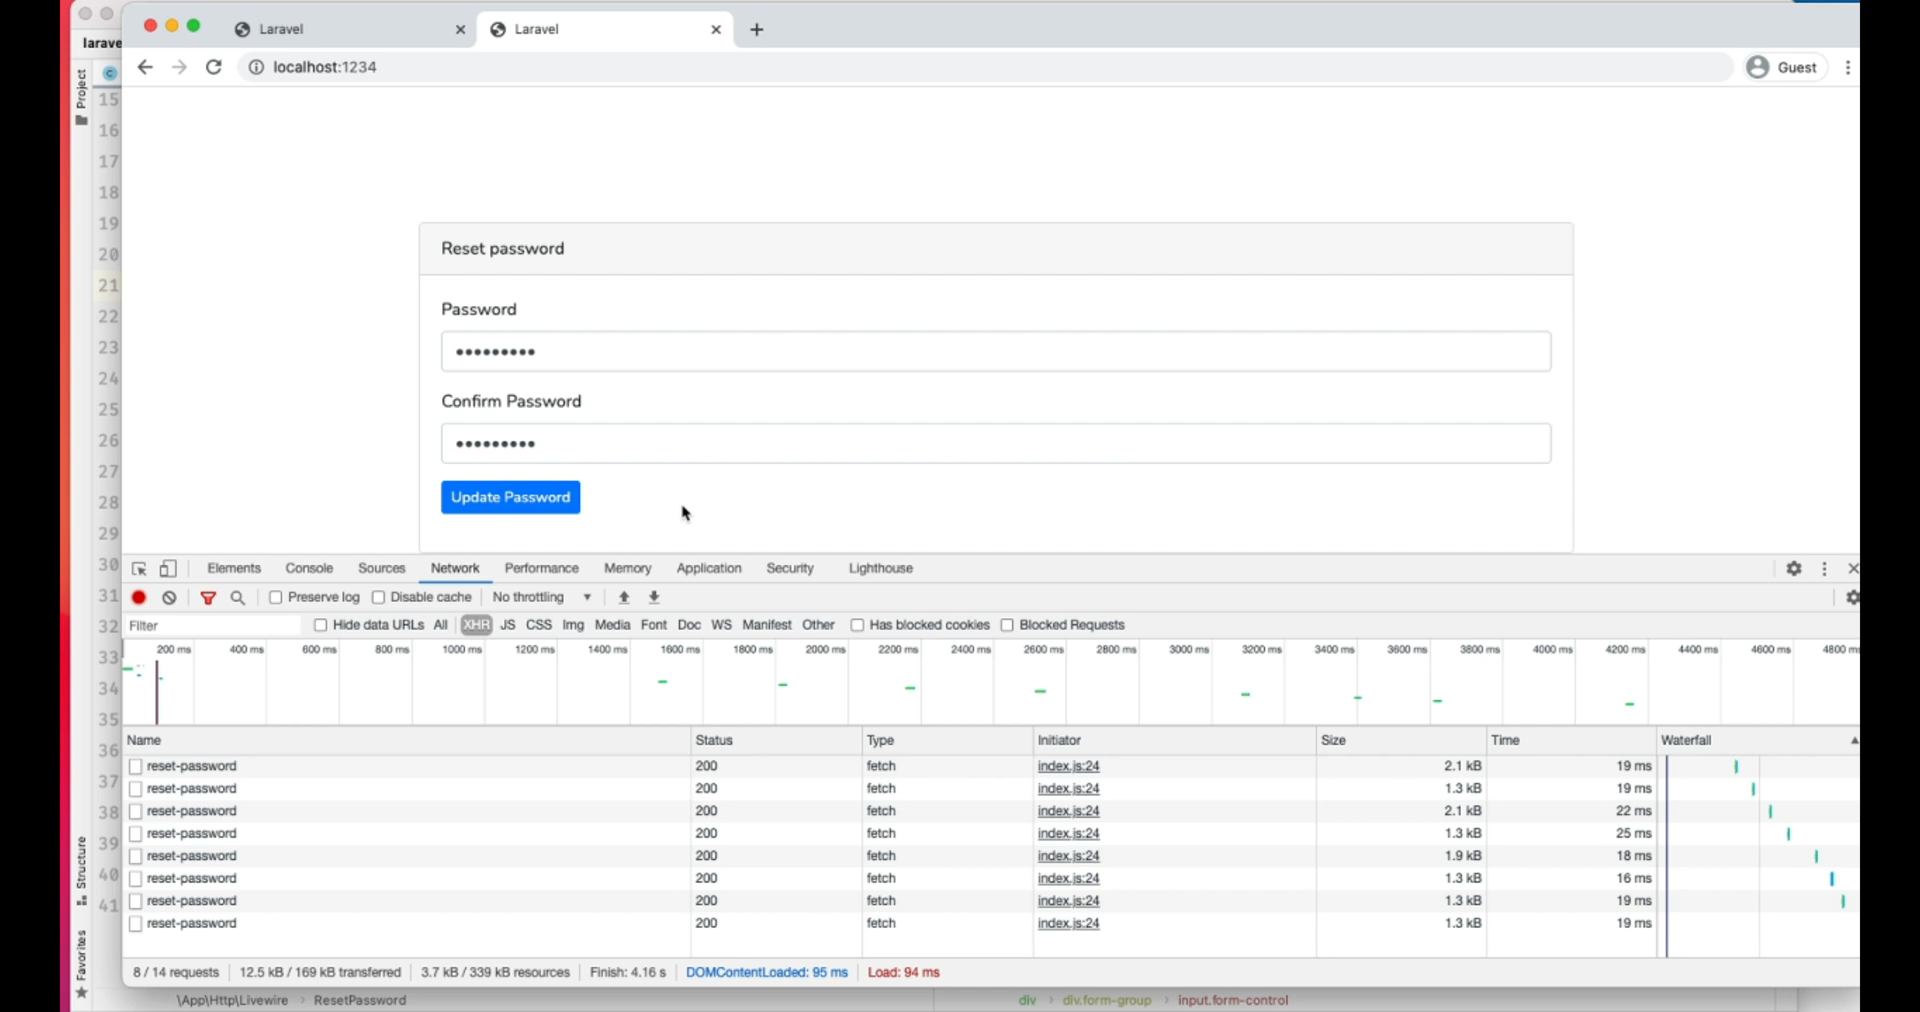 Laravel
Laravel
larave
localhost:1234
Guest
Project
15
16
17
18
19
20
21
22
23
24
25
26
27
28
29
30
31
32
33
34
35
36
37
38
39
40
41
Structure
Favorites
Reset password
Password
•••••••••
Confirm Password
•••••••••
Update Password
Elements Console Sources Network Performance Memory Application Security Lighthouse
Preserve log Disable cache No throttling
Filter Hide data URLs All XHR JS CSS Img Media Font Doc WS Manifest Other Has blocked cookies Blocked Requests
200 ms 400 ms 600 ms 800 ms 1000 ms 1200 ms 1400 ms 1600 ms 1800 ms 2000 ms 2200 ms 2400 ms 2600 ms 2800 ms 3000 ms 3200 ms 3400 ms 3600 ms 3800 ms 4000 ms 4200 ms 4400 ms 4600 ms 4800 ms
Name Status Type Initiator Size Time Waterfall
reset-password 200 fetch index.js:24 2.1 kB 19 ms
reset-password 200 fetch index.js:24 1.3 kB 19 ms
reset-password 200 fetch index.js:24 2.1 kB 22 ms
reset-password 200 fetch index.js:24 1.3 kB 25 ms
reset-password 200 fetch index.js:24 1.9 kB 18 ms
reset-password 200 fetch index.js:24 1.3 kB 16 ms
reset-password 200 fetch index.js:24 1.3 kB 19 ms
reset-password 200 fetch index.js:24 1.3 kB 19 ms
8 / 14 requests 12.5 kB / 169 kB transferred 3.7 kB / 339 kB resources Finish: 4.16 s DOMContentLoaded: 95 ms Load: 94 ms
\App\Http\Livewire › ResetPassword div › div.form-group › input.form-control